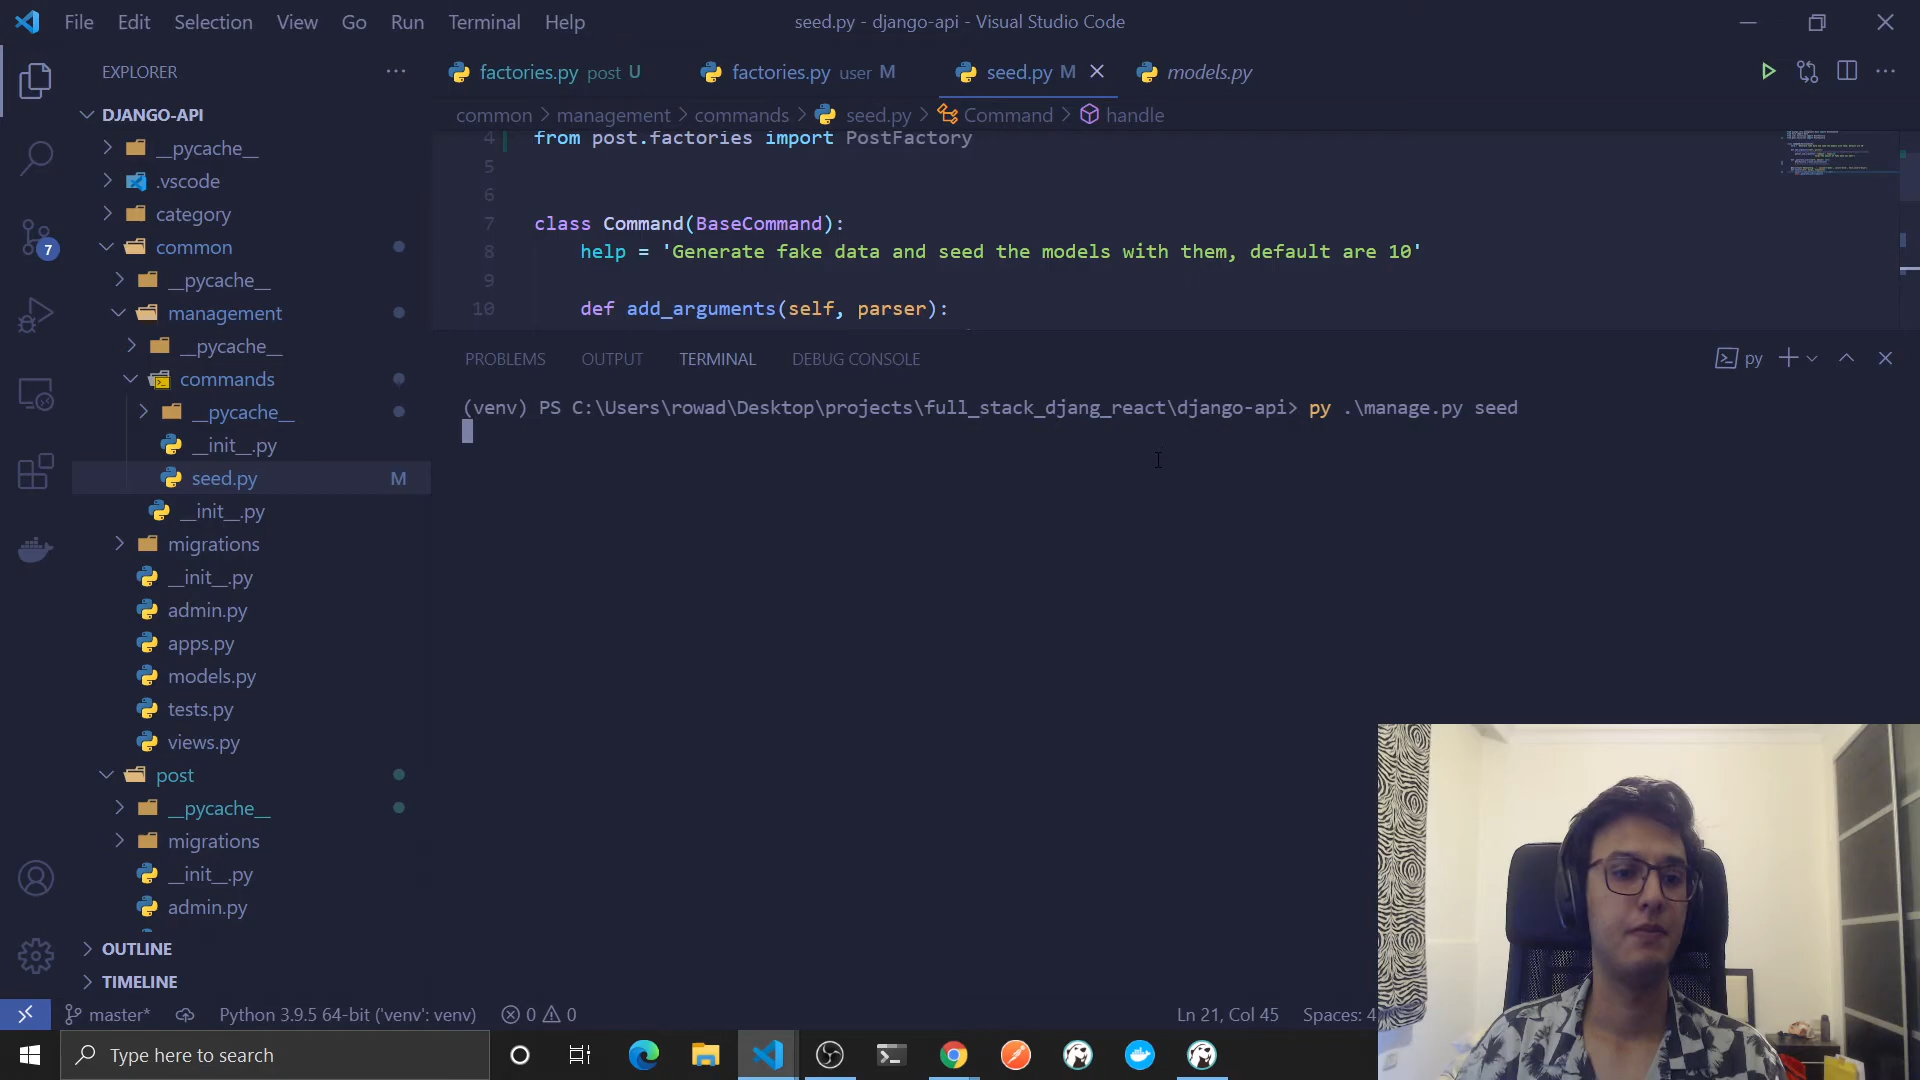 File Edit Selection View Go Run Terminal Help
seed.py - django-api - Visual Studio Code
EXPLORER
DJANGO-API
__pycache__
.vscode
category
common
__pycache__
management
__pycache__
commands
__pycache__
__init__.py
seed.py M
__init__.py
migrations
__init__.py
admin.py
apps.py
models.py
tests.py
views.py
post
__pycache__
migrations
__init__.py
admin.py
OUTLINE
TIMELINE
7
factories.py post U
factories.py user M
seed.py M
models.py
common > management > commands > seed.py > Command > handle
4 from post.factories import PostFactory
5
6
7 class Command(BaseCommand):
8 help = 'Generate fake data and seed the models with them, default are 10'
9
10 def add_arguments(self, parser):
PROBLEMS OUTPUT TERMINAL DEBUG CONSOLE
py
(venv) PS C:\Users\rowad\Desktop\projects\full_stack_djang_react\django-api> py .\manage.py seed
master* Python 3.9.5 64-bit ('venv': venv) 0 0
Ln 21, Col 45 Spaces: 4
Type here to search